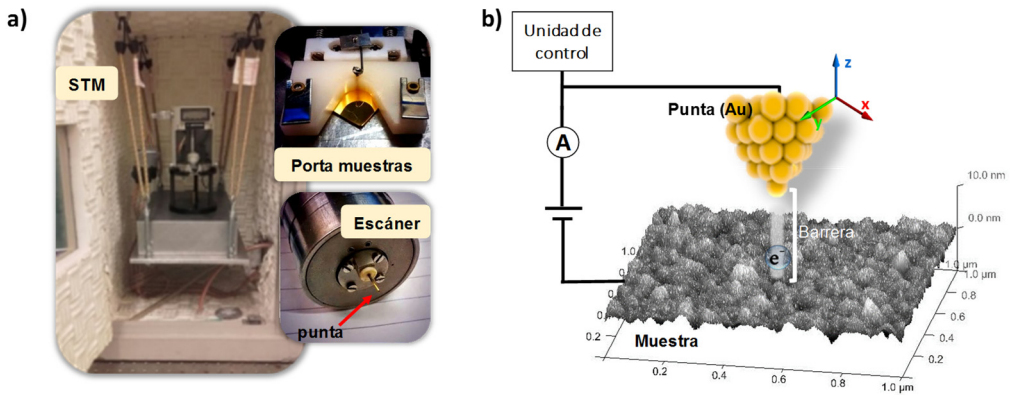 a)
STM
Porta muestras
Escáner
punta
b)
Unidad de
control
A
Punta (Au)
z
x
y
Barrera
e⁻
Muestra
10.0 nm
0.0 nm
1.0 µm
1.0 µm
0.8
0.6
0.4
0.2
1.0
0.2
0.2
0.4
0.6
0.8
1.0 µm